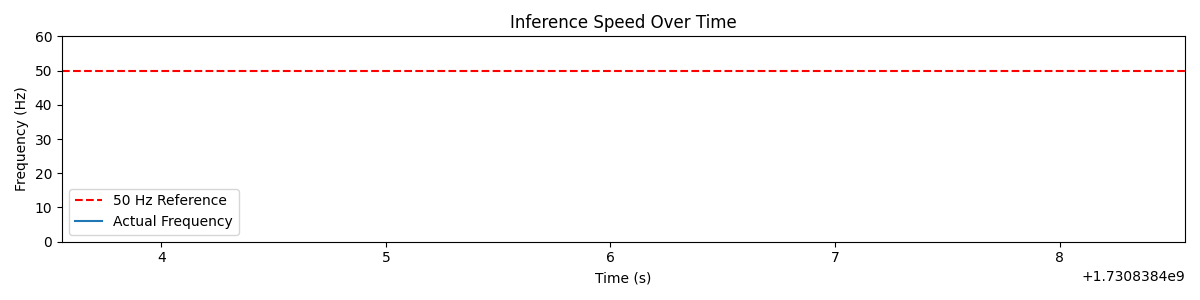 Inference Speed Over Time
Frequency (Hz)
60
50
40
30
20
10
0
50 Hz Reference
Actual Frequency
4 5 6 7 8
Time (s)
+1.7308384e9